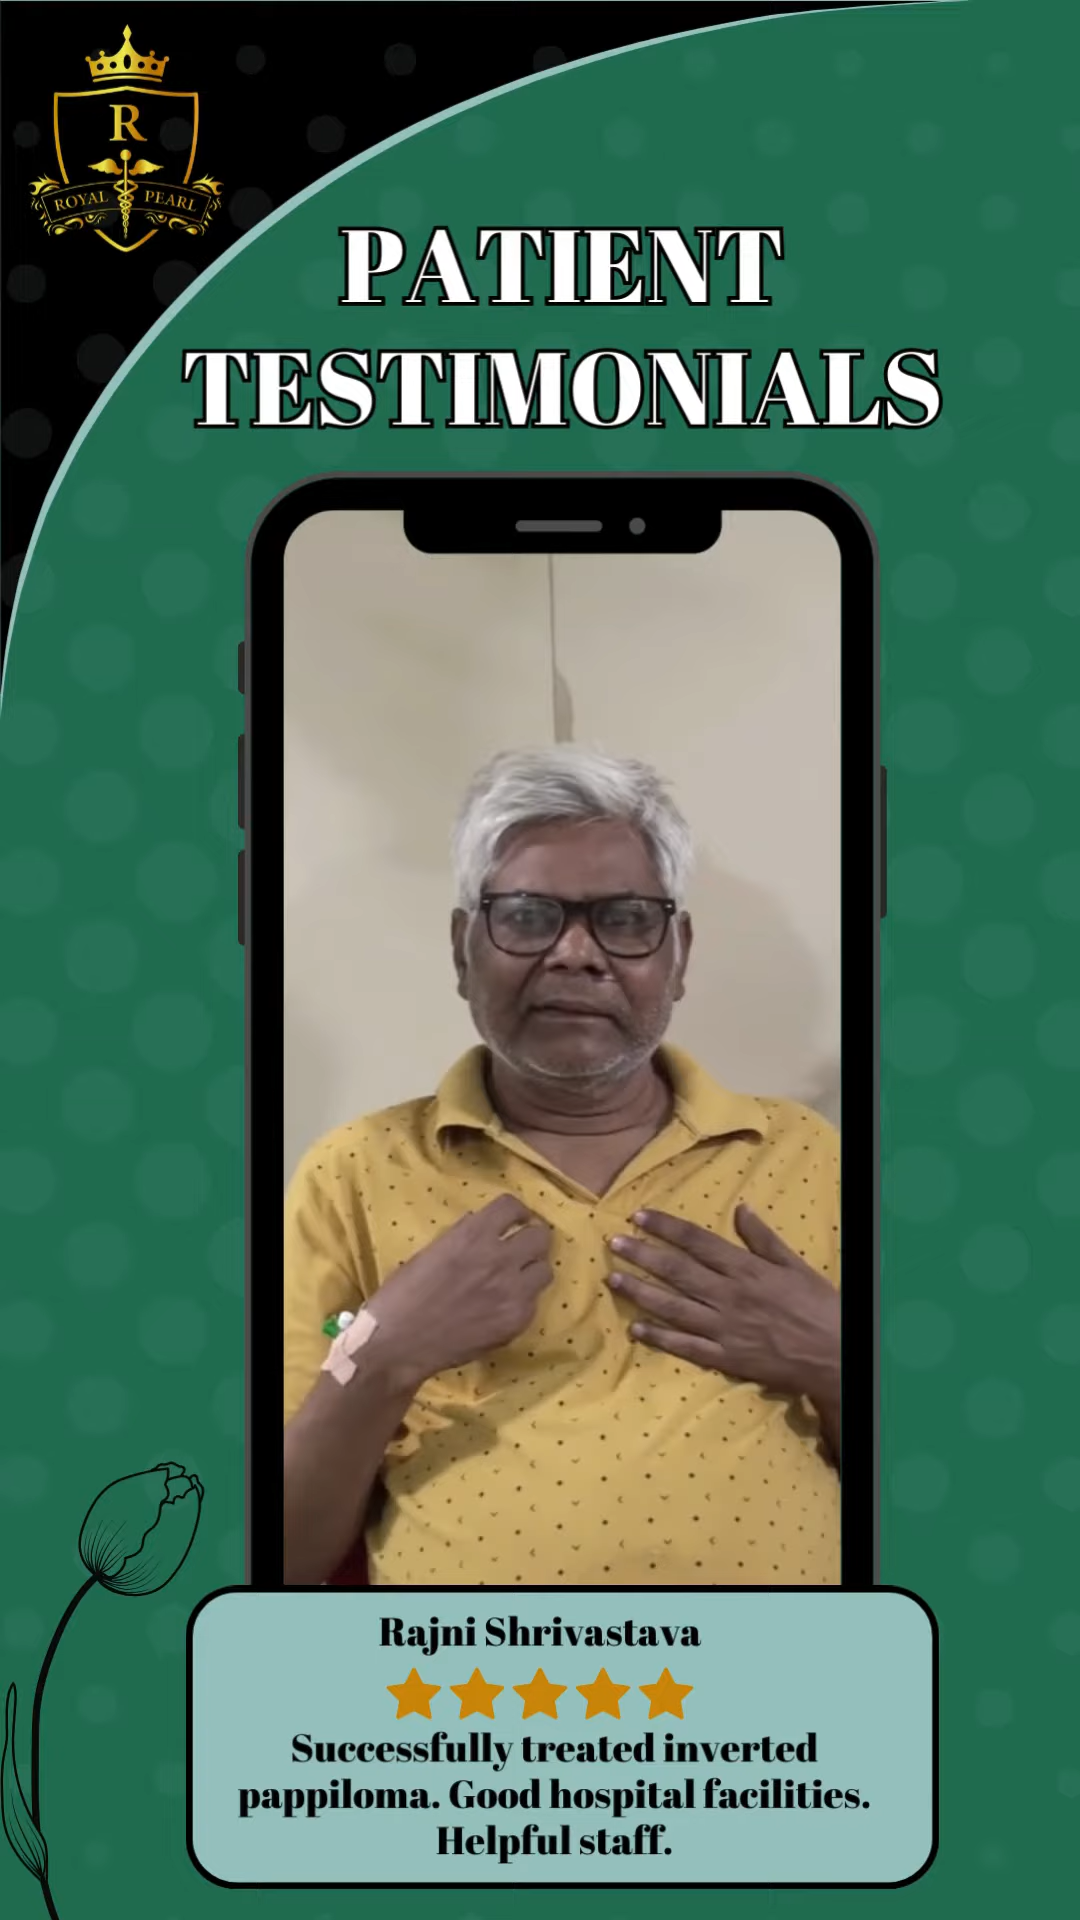 R
ROYAL PEARL
PATIENT
TESTIMONIALS
Rajni Shrivastava
Successfully treated inverted
pappiloma. Good hospital facilities.
Helpful staff.